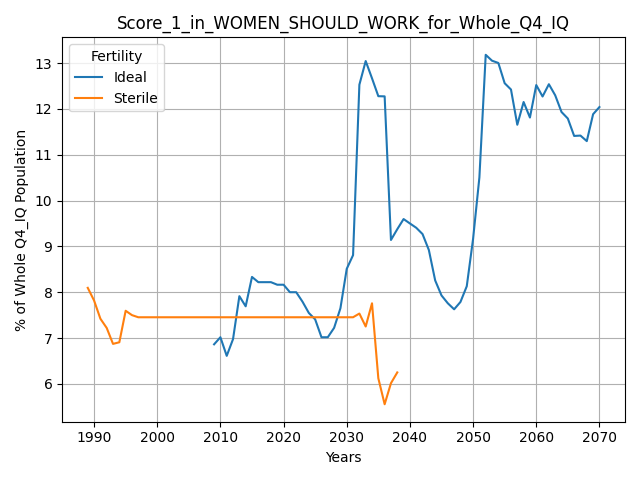 Score_1_in_WOMEN_SHOULD_WORK_for_Whole_Q4_IQ
Fertility
Ideal
Sterile
% of Whole Q4_IQ Population
13
12
11
10
9
8
7
6
1990 2000 2010 2020 2030 2040 2050 2060 2070
Years